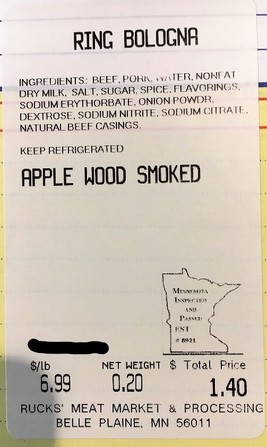 RING BOLOGNA
INGREDIENTS: BEEF, PORK, WATER, NONFAT
DRY MILK, SALT, SUGAR, SPICE, FLAVORINGS,
SODIUM ERYTHORBATE, ONION POWDR,
DEXTROSE, SODIUM NITRITE, SODIUM CITRATE,
NATURAL BEEF CASINGS.
KEEP REFRIGERATED
APPLE WOOD SMOKED
MINNESOTA
INSPECTED
AND
PASSED
EST
# 8921
$/lb NET WEIGHT $ Total Price
6.99 0.20 1.40
RUCKS' MEAT MARKET & PROCESSING
BELLE PLAINE, MN 56011